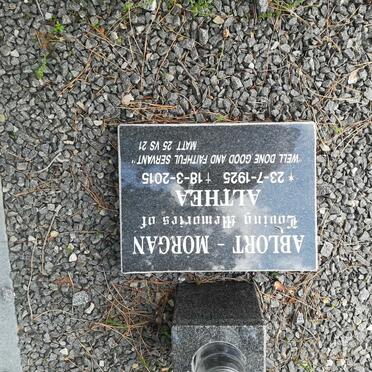 ABLORT - MORGAN
Loving Memories of
ALTHEA
* 23-7-1925 † 18-3-2015
"WELL DONE GOOD AND FAITHFUL SERVANT"
MATT 25 VS 21